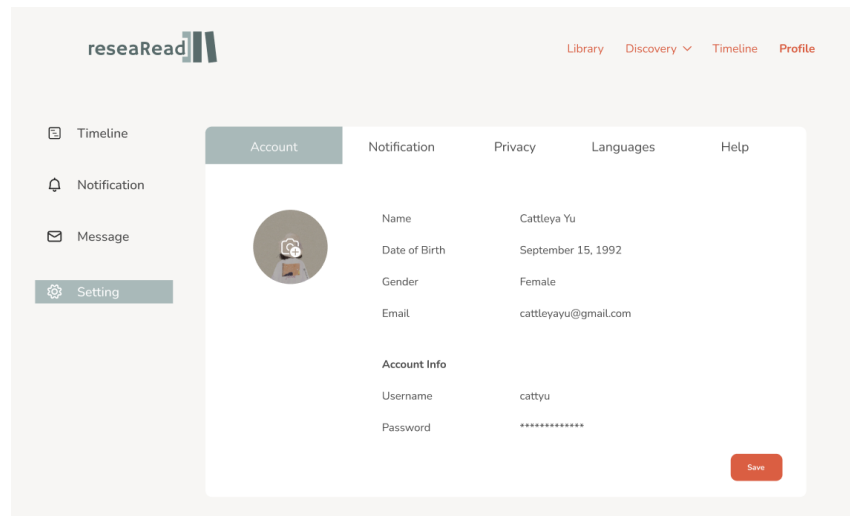 reseaRead
Library Discovery Timeline Profile
Timeline
Notification
Message
Setting
Account Notification Privacy Languages Help
Name Cattleya Yu
Date of Birth September 15, 1992
Gender Female
Email cattleyayu@gmail.com
Account Info
Username cattyu
Password *************
Save